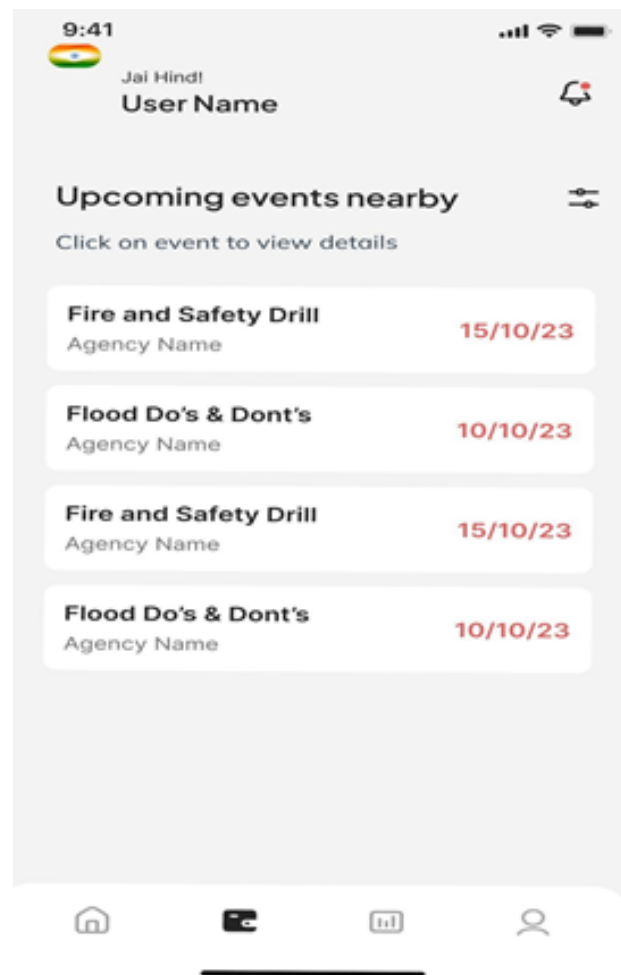 9:41
Jai Hind!
User Name
Upcoming events nearby
Click on event to view details
Fire and Safety Drill
Agency Name
15/10/23
Flood Do's & Dont's
Agency Name
10/10/23
Fire and Safety Drill
Agency Name
15/10/23
Flood Do's & Dont's
Agency Name
10/10/23